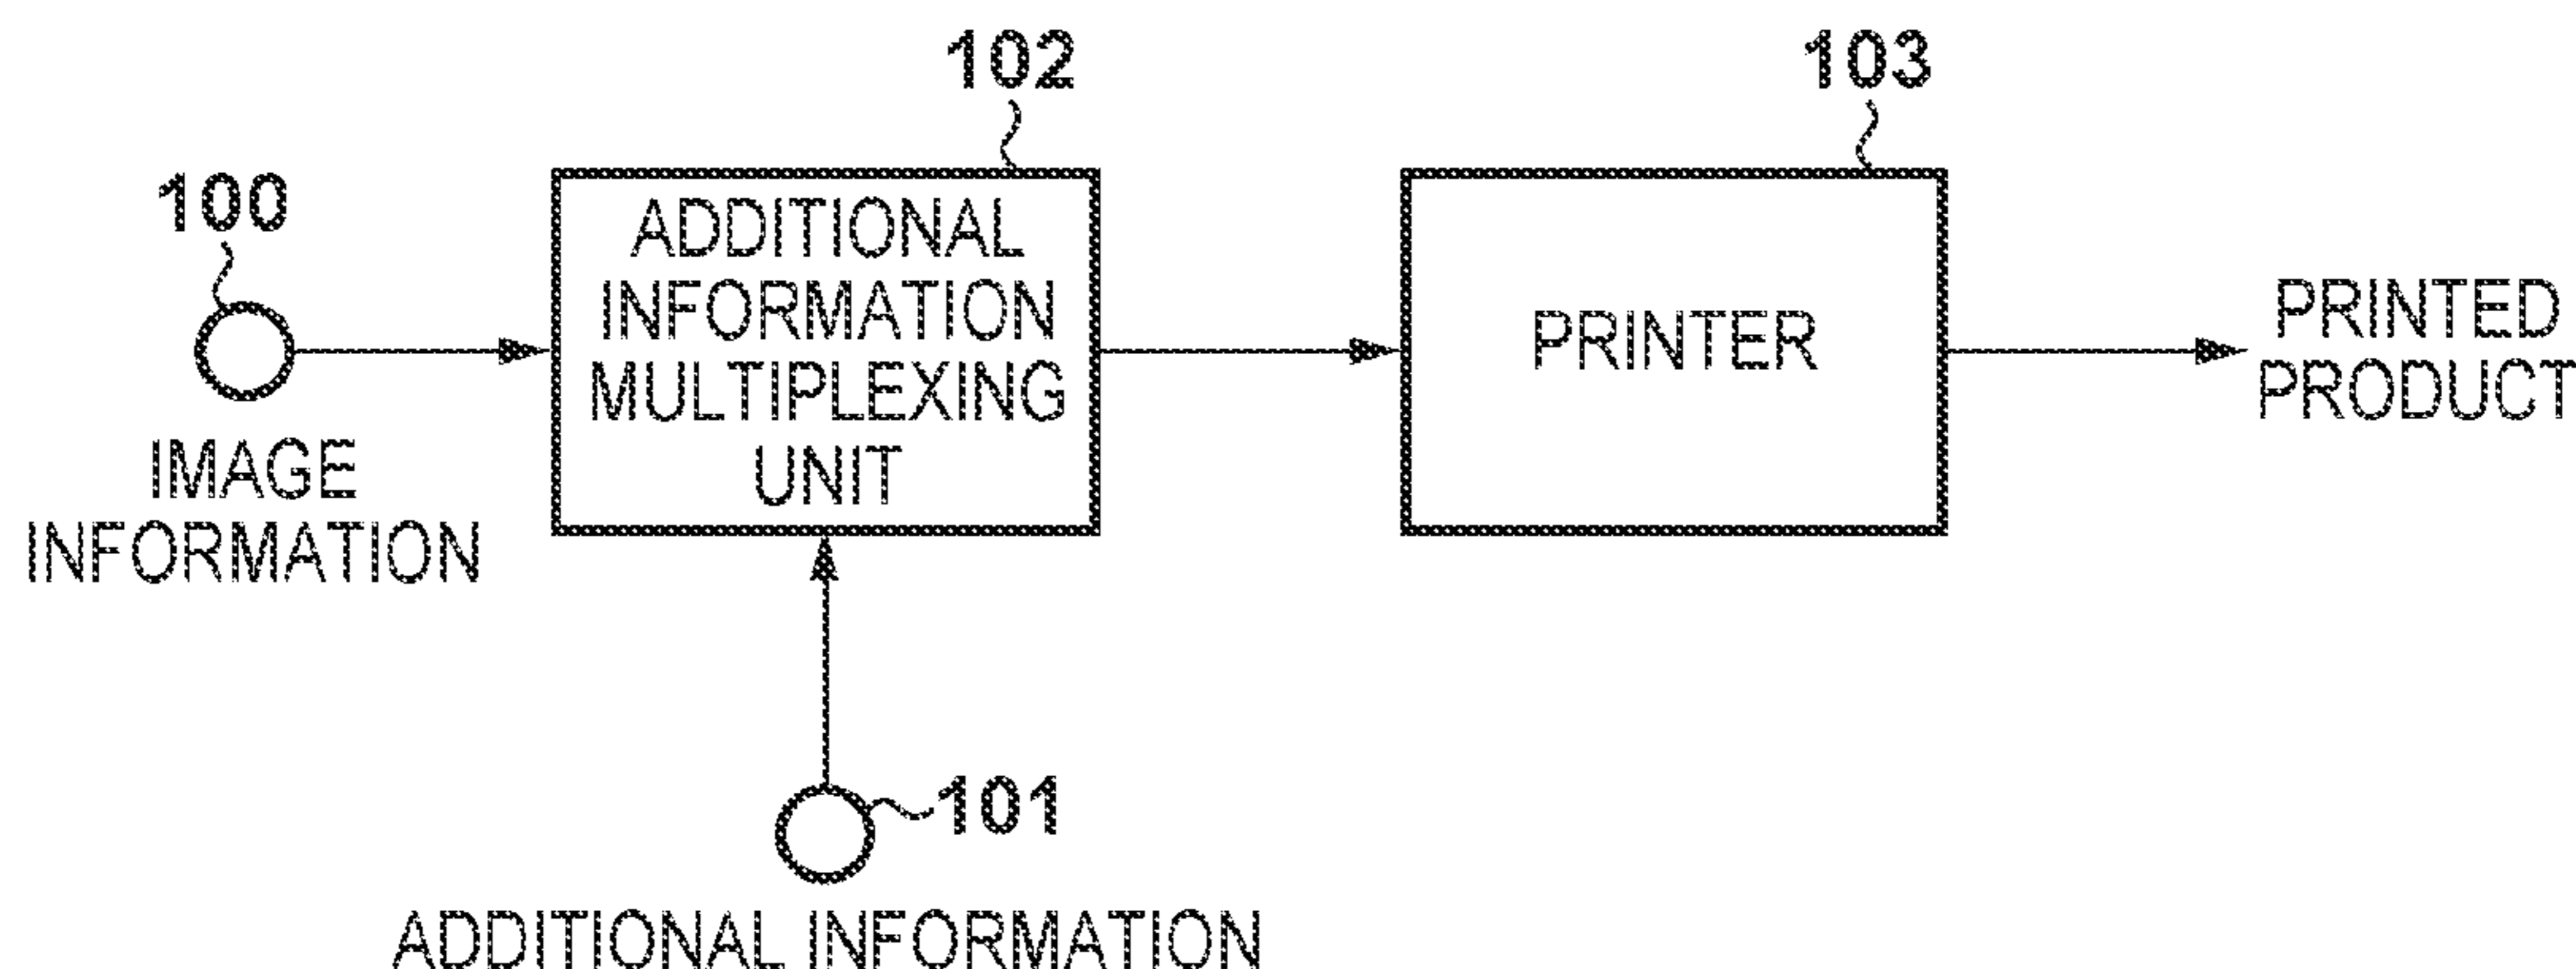 102
103
100
ADDITIONAL
INFORMATION
MULTIPLEXING
UNIT
PRINTER
PRINTED
PRODUCT
IMAGE
INFORMATION
101
ADDITIONAL INFORMATION